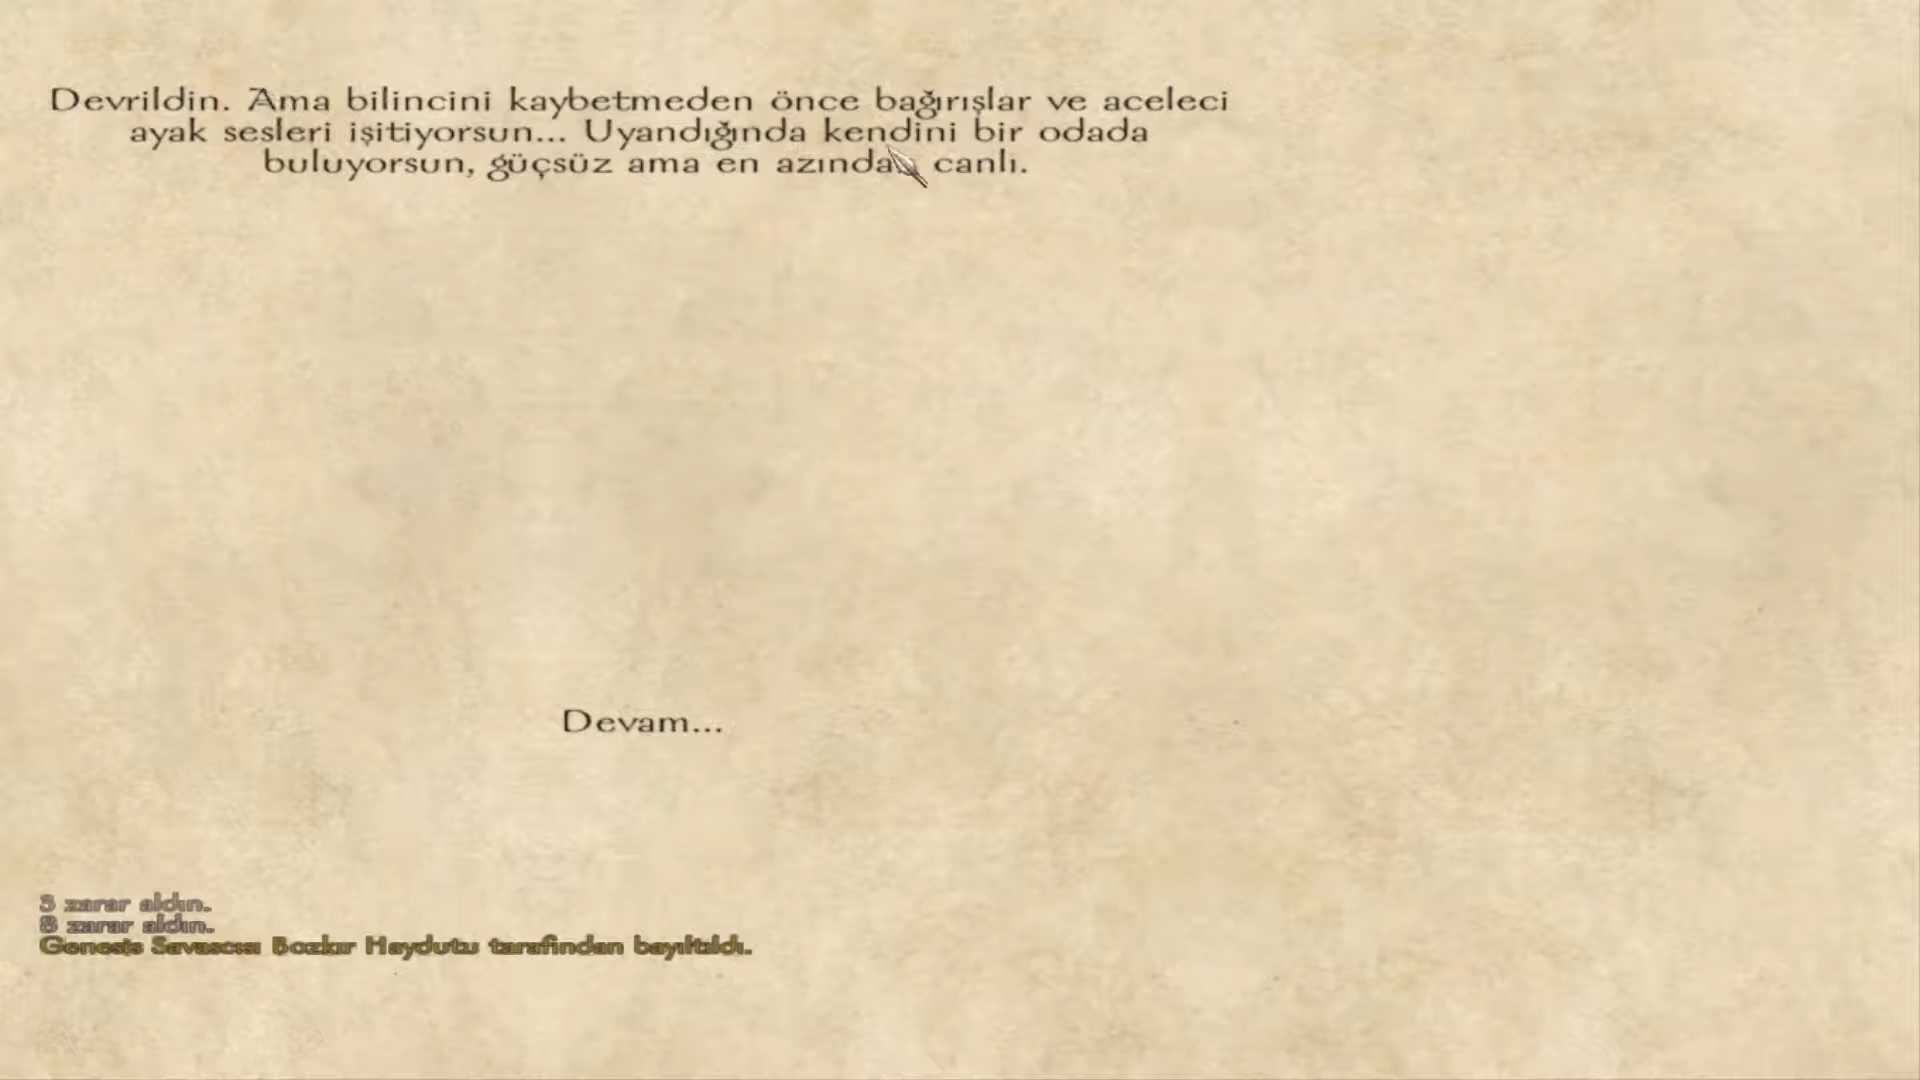 Devrildin. Ama bilincini kaybetmeden önce bağırışlar ve aceleci
ayak sesleri işitiyorsun... Uyandığında kendini bir odada
buluyorsun, güçsüz ama en azından canlı.
Devam...
3 zarar aldın.
8 zarar aldın.
Genesis Savascısı Bozkır Haydutu tarafından bayıltıldı.